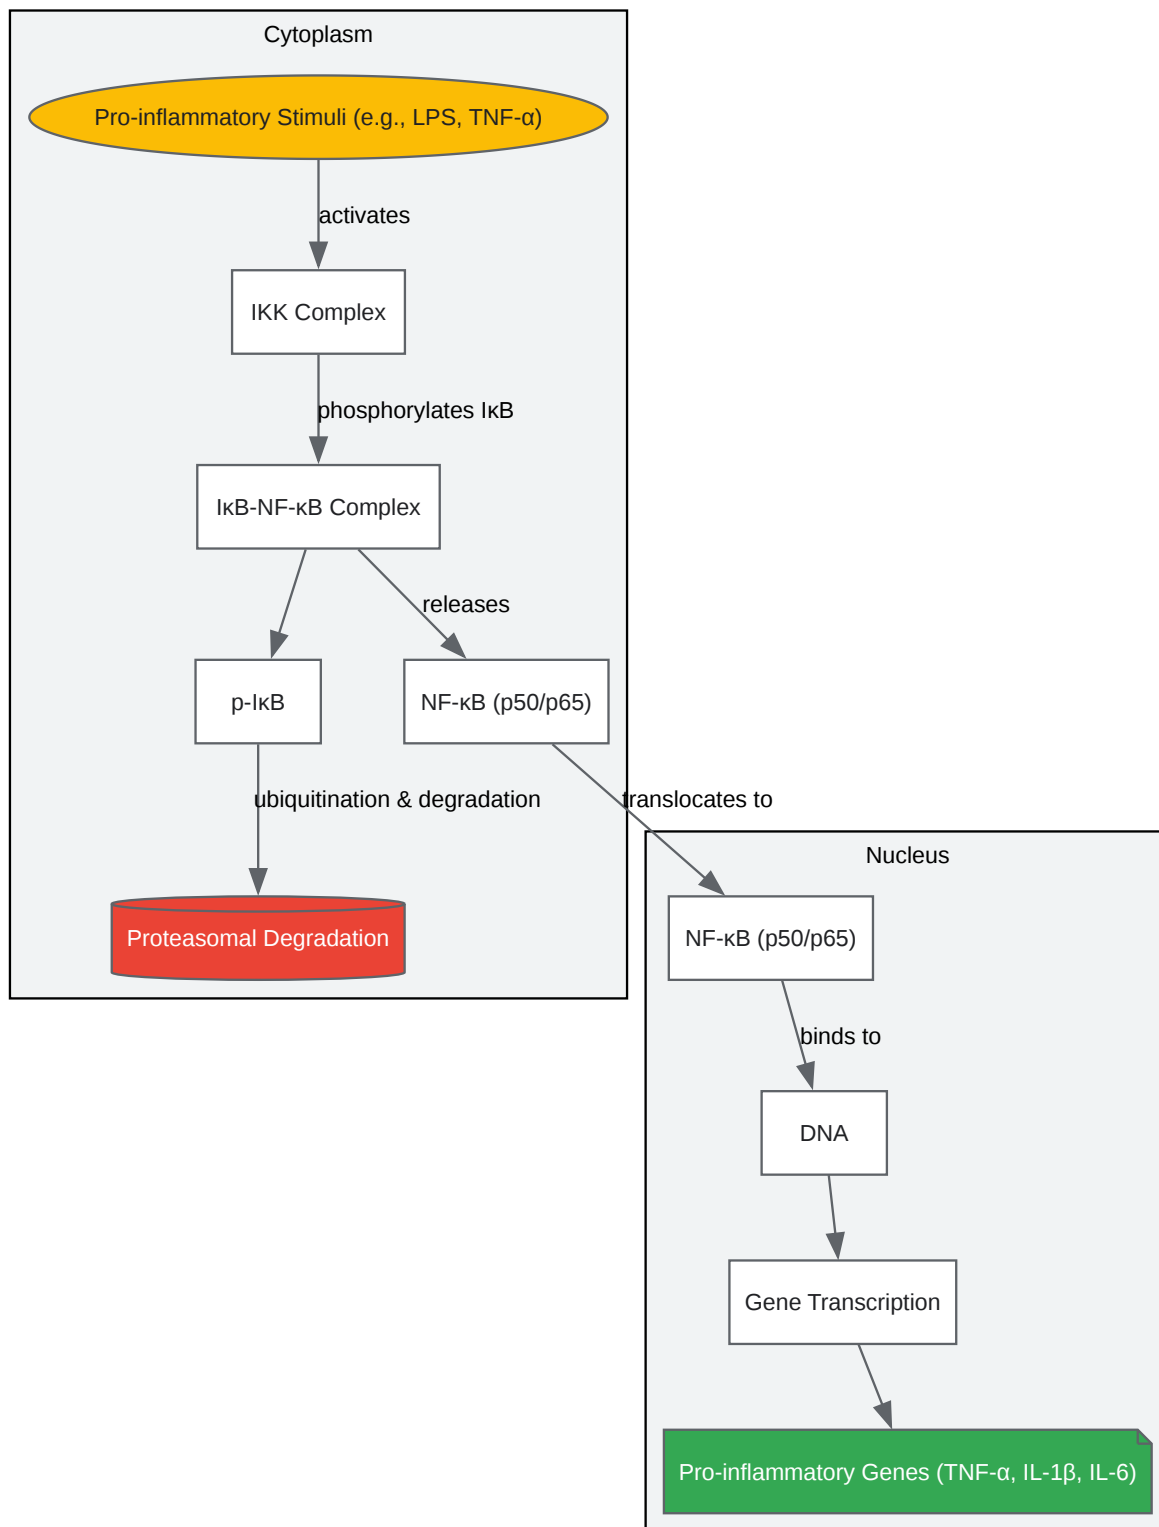 Cytoplasm
Pro-inflammatory Stimuli (e.g., LPS, TNF-α)
activates
IKK Complex
phosphorylates IκB
IκB-NF-κB Complex
releases
p-IκB
NF-κB (p50/p65)
ubiquitination & degradation
translocates to
Proteasomal Degradation
Nucleus
NF-κB (p50/p65)
binds to
DNA
Gene Transcription
Pro-inflammatory Genes (TNF-α, IL-1β, IL-6)